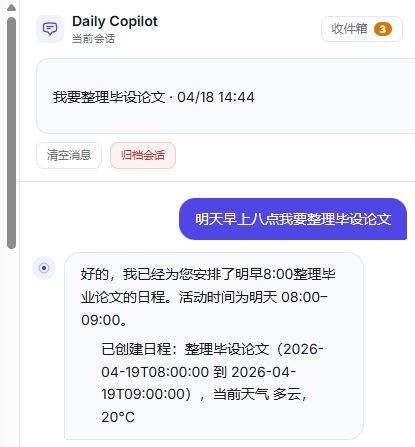 Daily Copilot
当前会话
收件箱 3
我要整理毕设论文 · 04/18 14:44
清空消息 归档会话
明天早上八点我要整理毕设论文
好的，我已经为您安排了明早8:00整理毕
业论文的日程。活动时间为明天 08:00–
09:00。
已创建日程：整理毕设论文（2026-
04-19T08:00:00 到 2026-04-
19T09:00:00），当前天气 多云，
20°C